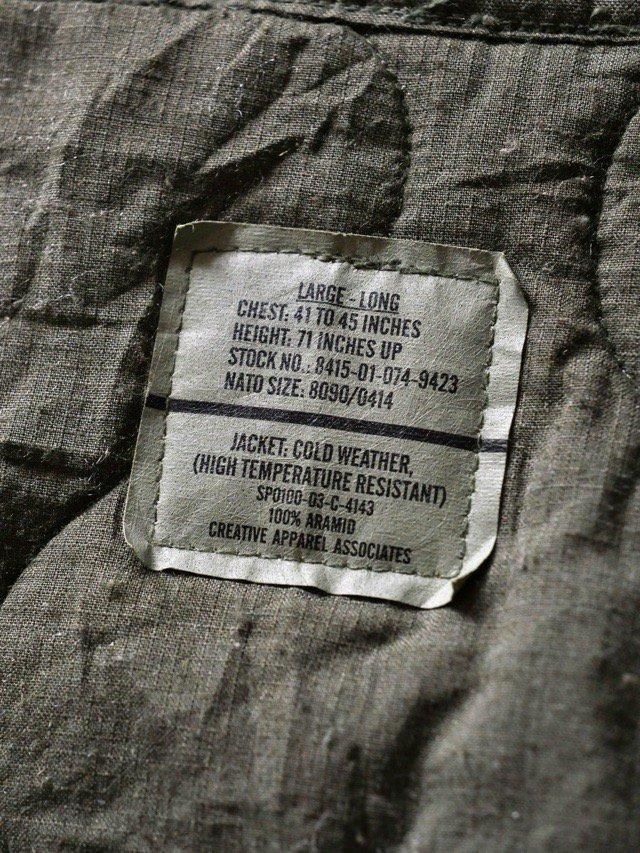 LARGE - LONG
CHEST: 41 TO 45 INCHES
HEIGHT: 71 INCHES UP
STOCK NO.: 8415-01-074-9423
NATO SIZE: 8090/0414
JACKET: COLD WEATHER,
(HIGH TEMPERATURE RESISTANT)
SP0100-03-C-4143
100% ARAMID
CREATIVE APPAREL ASSOCIATES